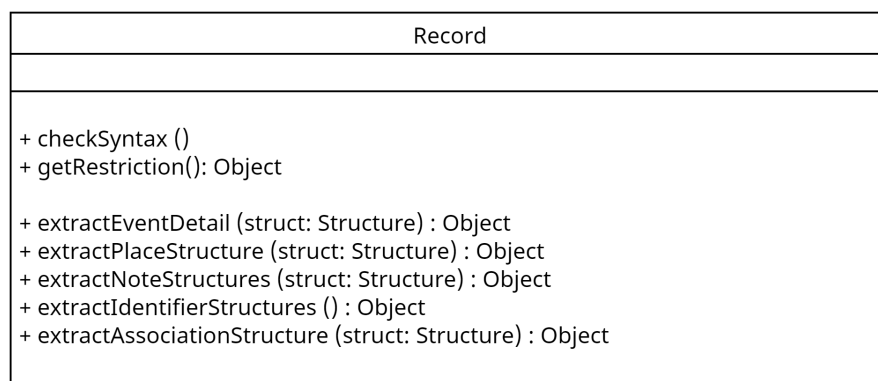 Record
+ checkSyntax ()
+ getRestriction(): Object
+ extractEventDetail (struct: Structure) : Object
+ extractPlaceStructure (struct: Structure) : Object
+ extractNoteStructures (struct: Structure) : Object
+ extractIdentifierStructures () : Object
+ extractAssociationStructure (struct: Structure) : Object